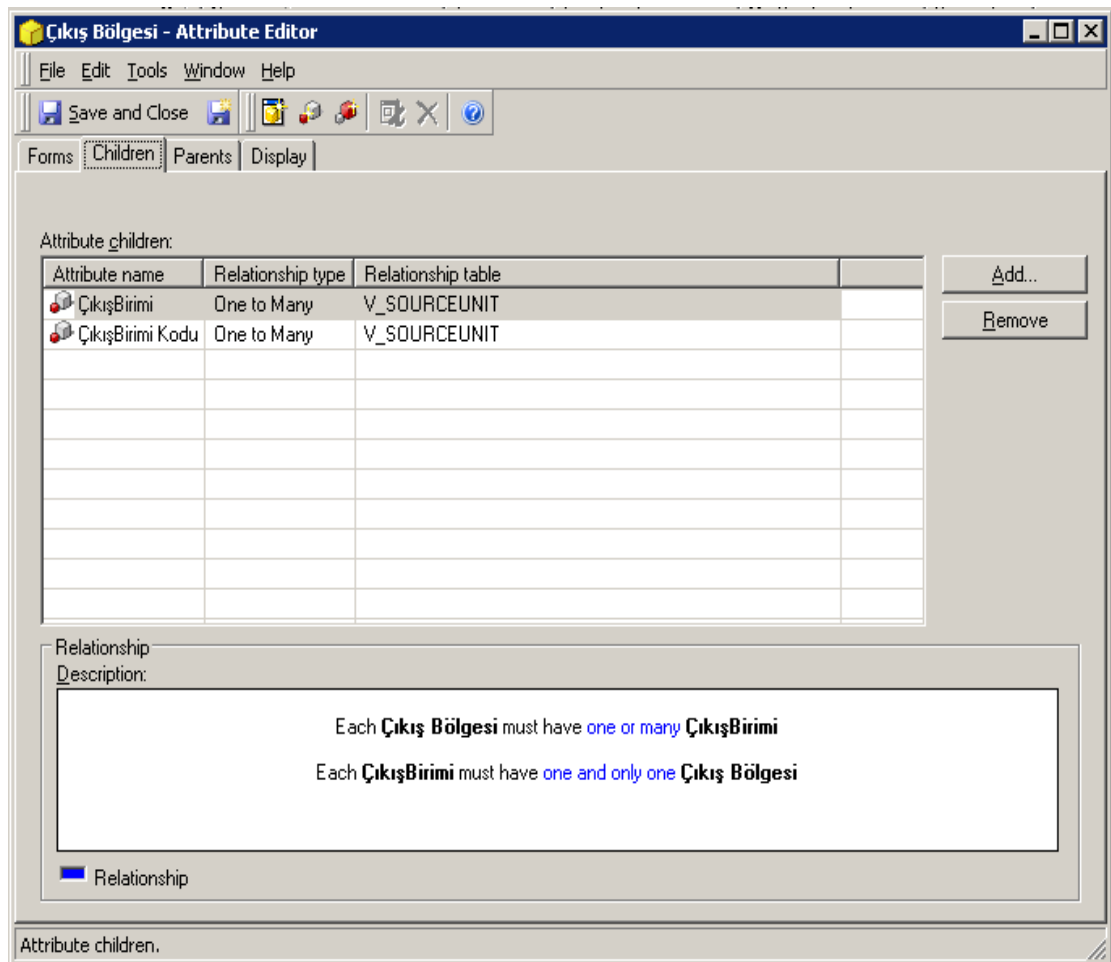 Çıkış Bölgesi - Attribute Editor
File Edit Tools Window Help
Save and Close
Forms Children Parents Display
Attribute children:
Attribute name Relationship type Relationship table
Add...
ÇıkışBirimi One to Many V_SOURCEUNIT
Remove
ÇıkışBirimi Kodu One to Many V_SOURCEUNIT
Relationship
Description:
Each Çıkış Bölgesi must have one or many ÇıkışBirimi
Each ÇıkışBirimi must have one and only one Çıkış Bölgesi
Relationship
Attribute children.